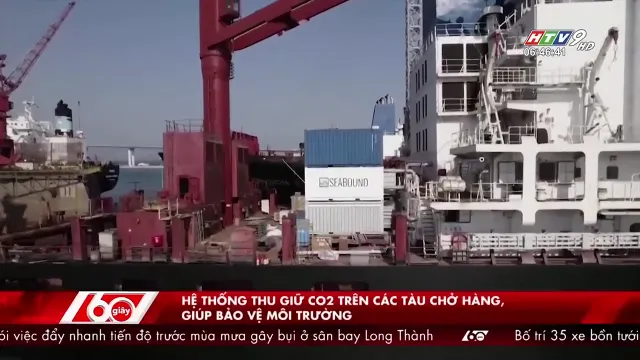 HTV9 HD
06:46:41
SEABOUND
60 giây
HỆ THỐNG THU GIỮ CO2 TRÊN CÁC TÀU CHỞ HÀNG,
GIÚP BẢO VỆ MÔI TRƯỜNG
ói việc đẩy nhanh tiến độ trước mùa mưa gây bụi ở sân bay Long Thành 60s Bố trí 35 xe bồn tưới